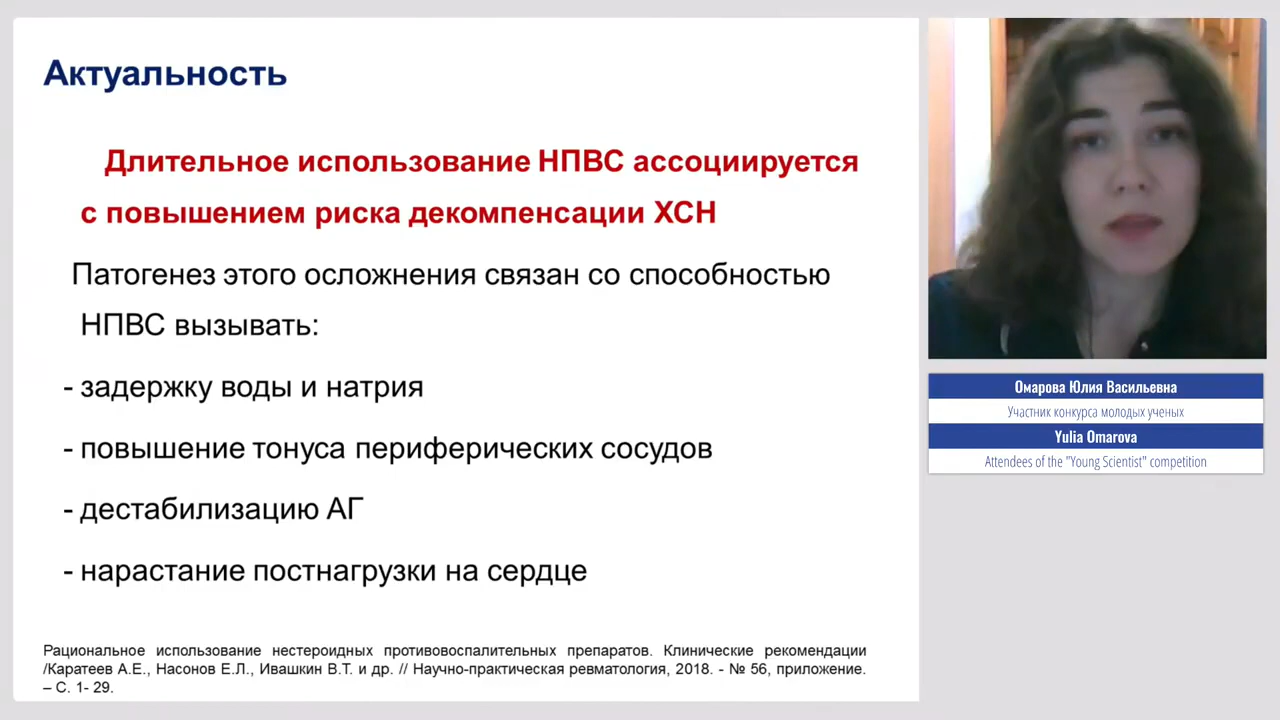 Актуальность
Длительное использование НПВС ассоциируется
с повышением риска декомпенсации ХСН
Патогенез этого осложнения связан со способностью
НПВС вызывать:
- задержку воды и натрия
- повышение тонуса периферических сосудов
- дестабилизацию АГ
- нарастание постнагрузки на сердце
Рациональное использование нестероидных противовоспалительных препаратов. Клинические рекомендации
/Каратеев А.Е., Насонов Е.Л., Ивашкин В.Т. и др. // Научно-практическая ревматология, 2018. - № 56, приложение.
– С. 1- 29.
Омарова Юлия Васильевна
Участник конкурса молодых ученых
Yulia Omarova
Attendees of the "Young Scientist" competition